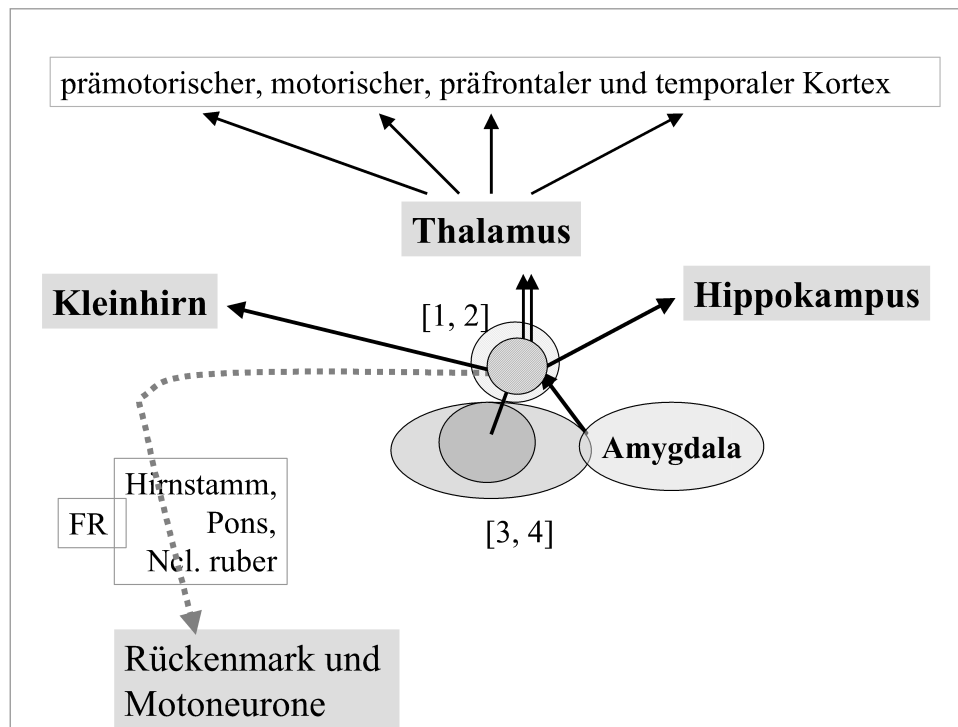 prämotorischer, motorischer, präfrontaler und temporaler Kortex
Thalamus
Kleinhirn
Hippokampus
[1, 2]
Amygdala
Hirnstamm,
FR
Pons,
Ncl. ruber
[3, 4]
Rückenmark und
Motoneurone